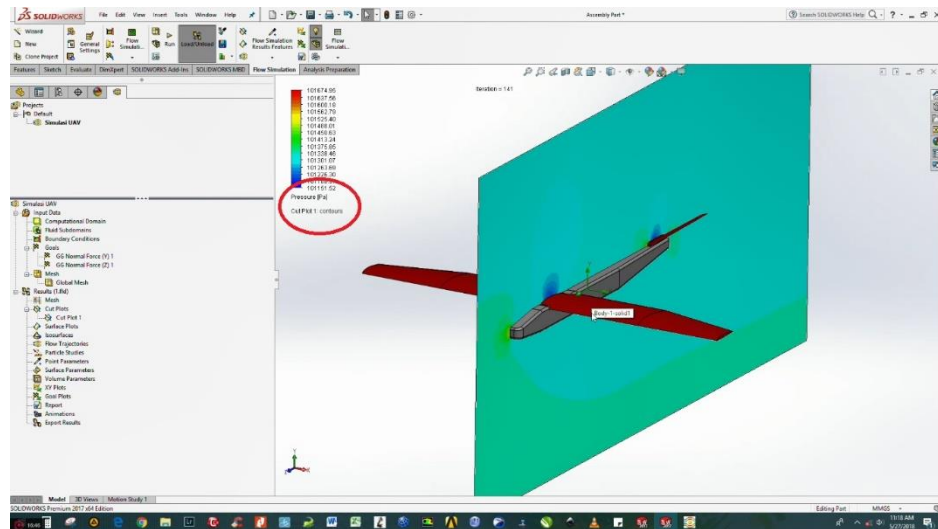 SOLIDWORKS
File Edit View Insert Tools Window Help
Assembly Part *
Search SOLIDWORKS Help
Wizard
New
Clone Project
General Settings
Flow Simulati...
Run
Load/Unload
Flow Simulation Results Features
Flow Simulati...
Features Sketch Evaluate DimXpert SOLIDWORKS Add-Ins SOLIDWORKS MBD Flow Simulation Analysis Preparation
Projects
Default
Simulasi UAV
Simulasi UAV
Input Data
Computational Domain
Fluid Subdomains
Boundary Conditions
Goals
GG Normal Force (Y) 1
GG Normal Force (Z) 1
Mesh
Global Mesh
Results (1.fld)
Mesh
Cut Plots
Cut Plot 1
Surface Plots
Isosurfaces
Flow Trajectories
Particle Studies
Point Parameters
Surface Parameters
Volume Parameters
XY Plots
Goal Plots
Report
Animations
Export Results
101674.95
101637.56
101600.18
101562.79
101525.40
101488.01
101450.63
101413.24
101375.85
101338.46
101301.07
101263.69
101226.30
101151.52
Pressure [Pa]
Cut Plot 1: contours
Iteration = 141
Body-1-solid1
Model 3D Views Motion Study 1
SOLIDWORKS Premium 2017 x64 Edition
Editing Part
MMGS
16:46
11:18 AM
5/27/2018